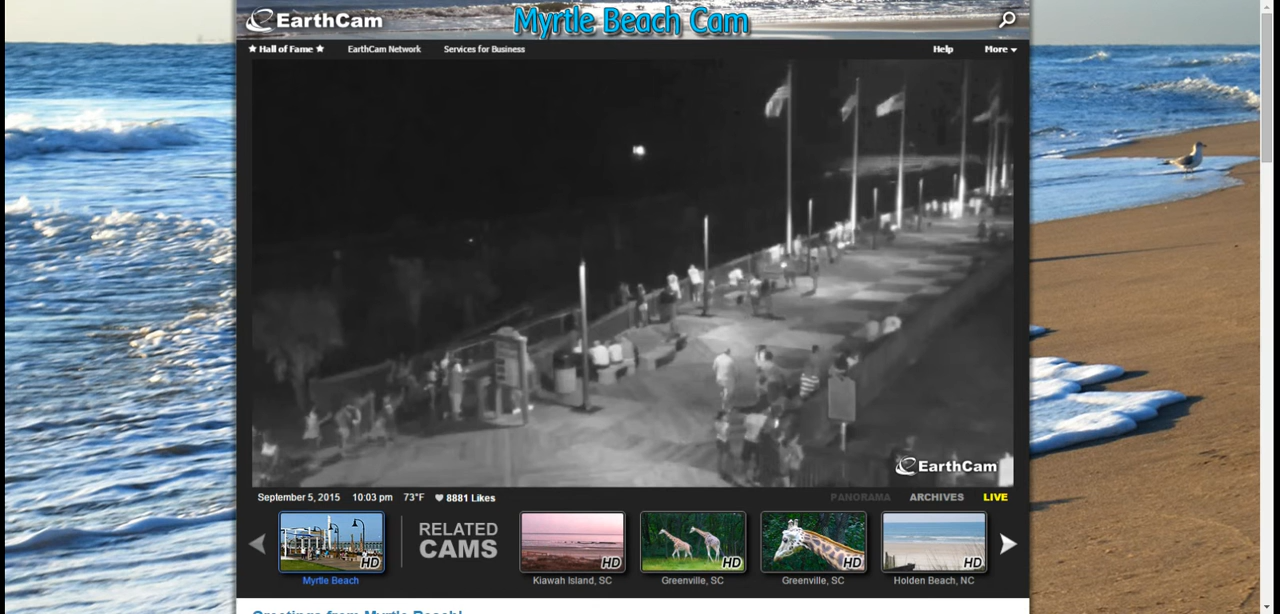 EarthCam
Myrtle Beach Cam
★ Hall of Fame ★ EarthCam Network Services for Business Help More
EarthCam
September 5, 2015 10:03 pm 73°F 8881 Likes PANORAMA ARCHIVES LIVE
RELATED
CAMS
HD HD HD HD HD
Myrtle Beach Kiawah Island, SC Greenville, SC Greenville, SC Holden Beach, NC
Greetings from Myrtle Beach!